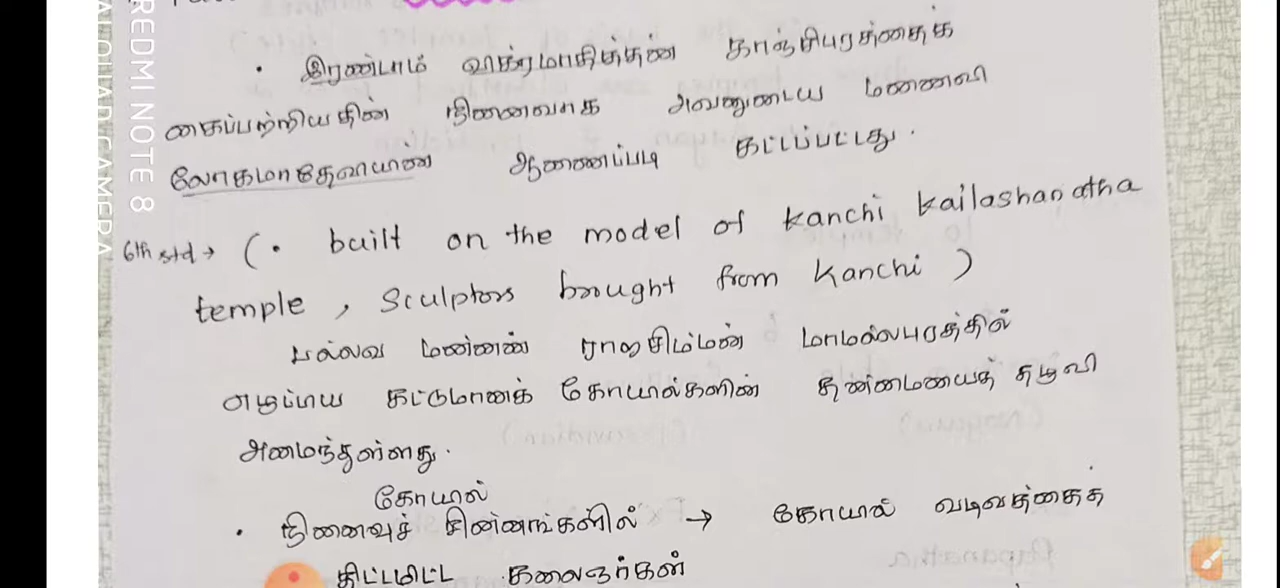 • இரண்டாம் விக்ரமாதித்தன் காஞ்சிபுரத்தைக்
கைப்பற்றியதின் நினைவாக அவனுடைய மனைவி
லோகமாதேவியின் ஆணைப்படி கட்டப்பட்டது.
6th std → (• built on the model of Kanchi Kailashanatha
temple, Sculptors brought from Kanchi)
பல்லவ மன்னன் ராஜசிம்மன் மாமல்லபுரத்தில்
எழுப்பிய கட்டுமானக் கோயில்களின் தன்மையைத் தழுவி
அமைந்துள்ளது.
கோயில்
• நினைவுச் சின்னங்களில் → கோயில் வடிவத்தைத்
திட்டமிட்ட கலைஞர்கள்
REDMI NOTE 8
AI QUAD CAMERA